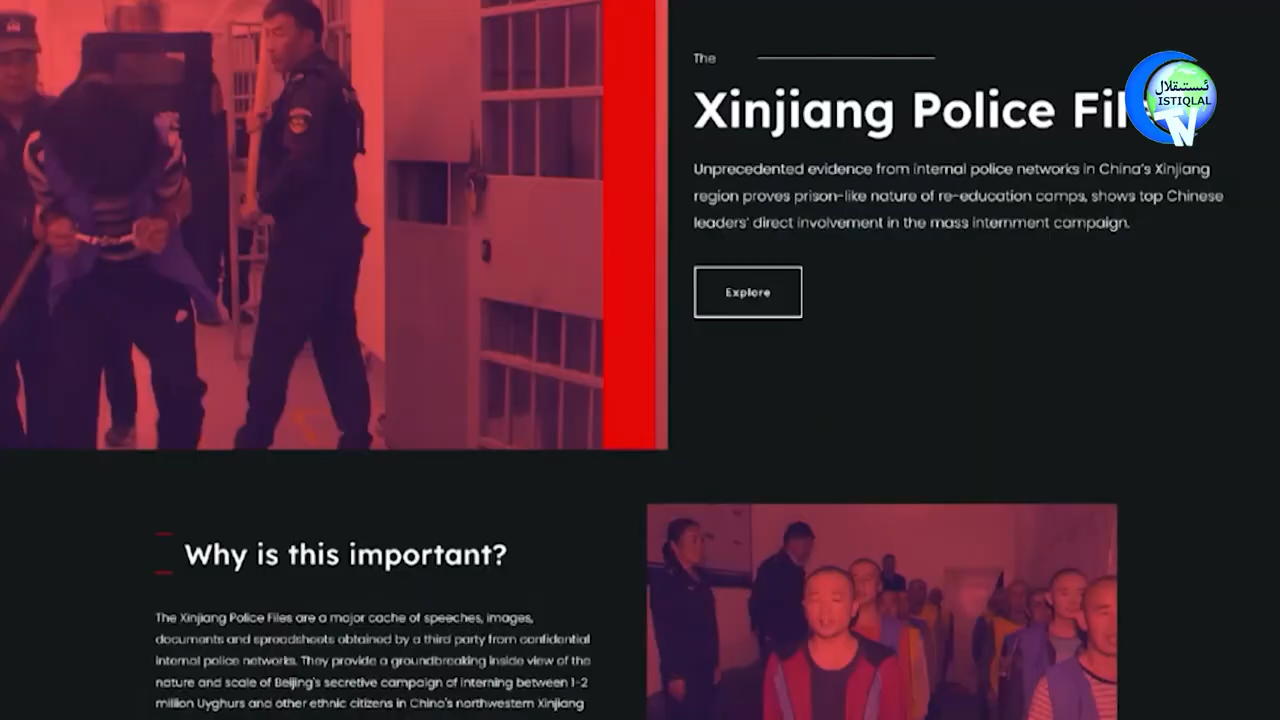 The
Xinjiang Police Fil
ئىستىقلال
ISTIQLAL
TV
Unprecedented evidence from internal police networks in China's Xinjiang
region proves prison-like nature of re-education camps, shows top Chinese
leaders' direct involvement in the mass internment campaign.
Explore
Why is this important?
The Xinjiang Police Files are a major cache of speeches, images,
documents and spreadsheets obtained by a third party from confidential
internal police networks. They provide a groundbreaking inside view of the
nature and scale of Beijing's secretive campaign of interning between 1-2
million Uyghurs and other ethnic citizens in China's northwestern Xinjiang